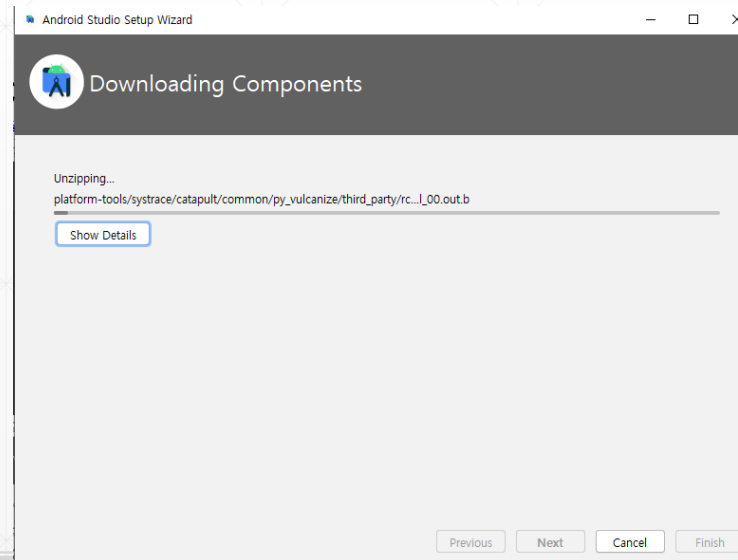 Android Studio Setup Wizard
Downloading Components
Unzipping...
platform-tools/systrace/catapult/common/py_vulcanize/third_party/rc...l_00.out.b
Show Details
Previous
Next
Cancel
Finish